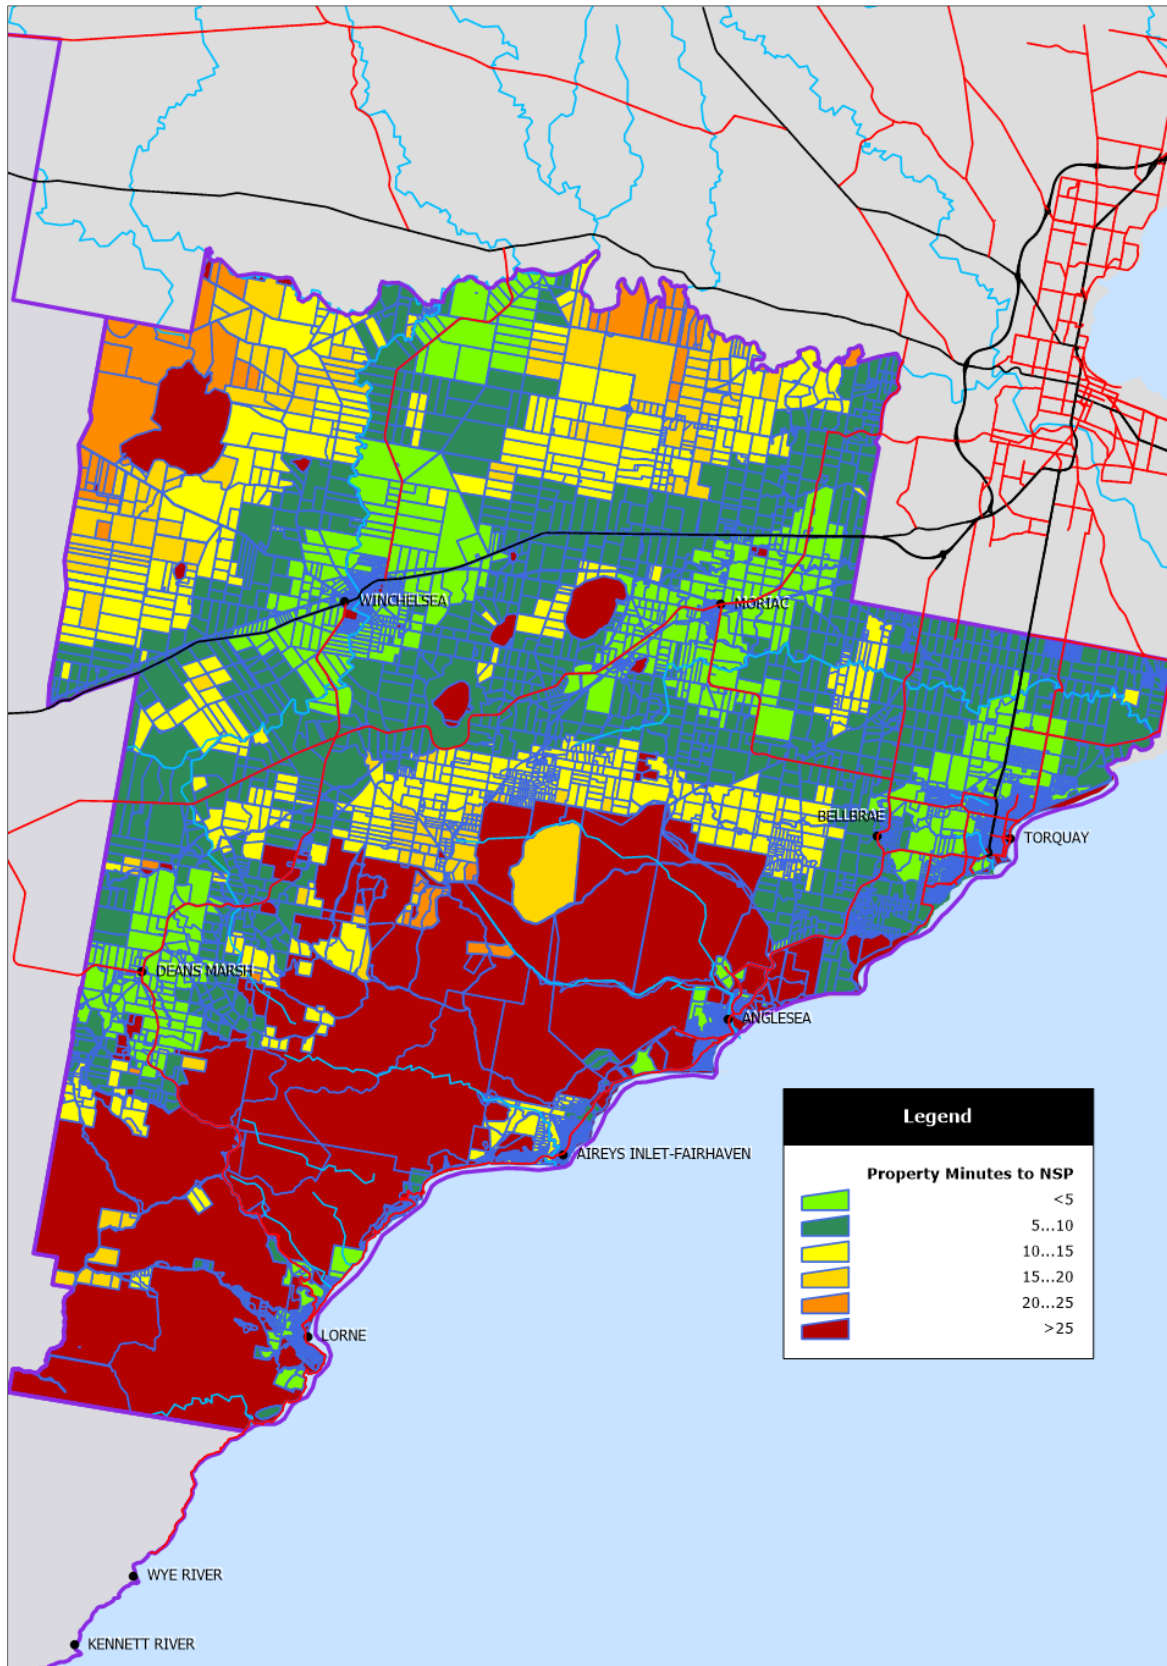 WINCHELSEA
MORIAC
BELLBRAE
TORQUAY
DEANS MARSH
ANGLESEA
AIREYS INLET-FAIRHAVEN
Legend
Property Minutes to NSP
<5
5...10
10...15
15...20
20...25
>25
LORNE
WYE RIVER
KENNETT RIVER